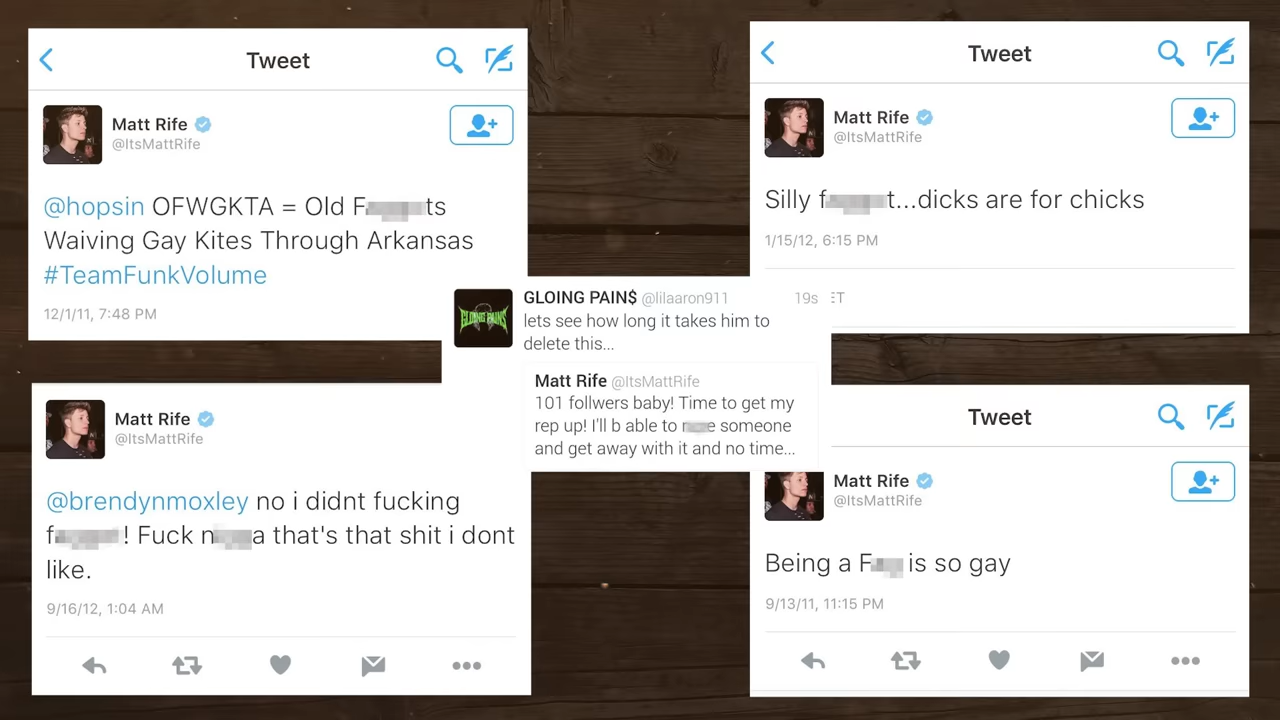 Tweet
Matt Rife
@ItsMattRife
@hopsin OFWGKTA = Old
Waiving Gay Kites Through Arkansas
#TeamFunkVolume
12/1/11, 7:48 PM
Tweet
Matt Rife
@ItsMattRife
Silly ...dicks are for chicks
1/15/12, 6:15 PM
GLOING PAINS
GLOING PAIN$ @lilaaron911 19s
lets see how long it takes him to
delete this...
Matt Rife @ItsMattRife
101 follwers baby! Time to get my
rep up! I'll b able to someone
and get away with it and no time...
Matt Rife
@ItsMattRife
@brendynmoxley no i didnt fucking
! Fuck that's that shit i dont
like.
9/16/12, 1:04 AM
Tweet
Matt Rife
@ItsMattRife
Being a is so gay
9/13/11, 11:15 PM